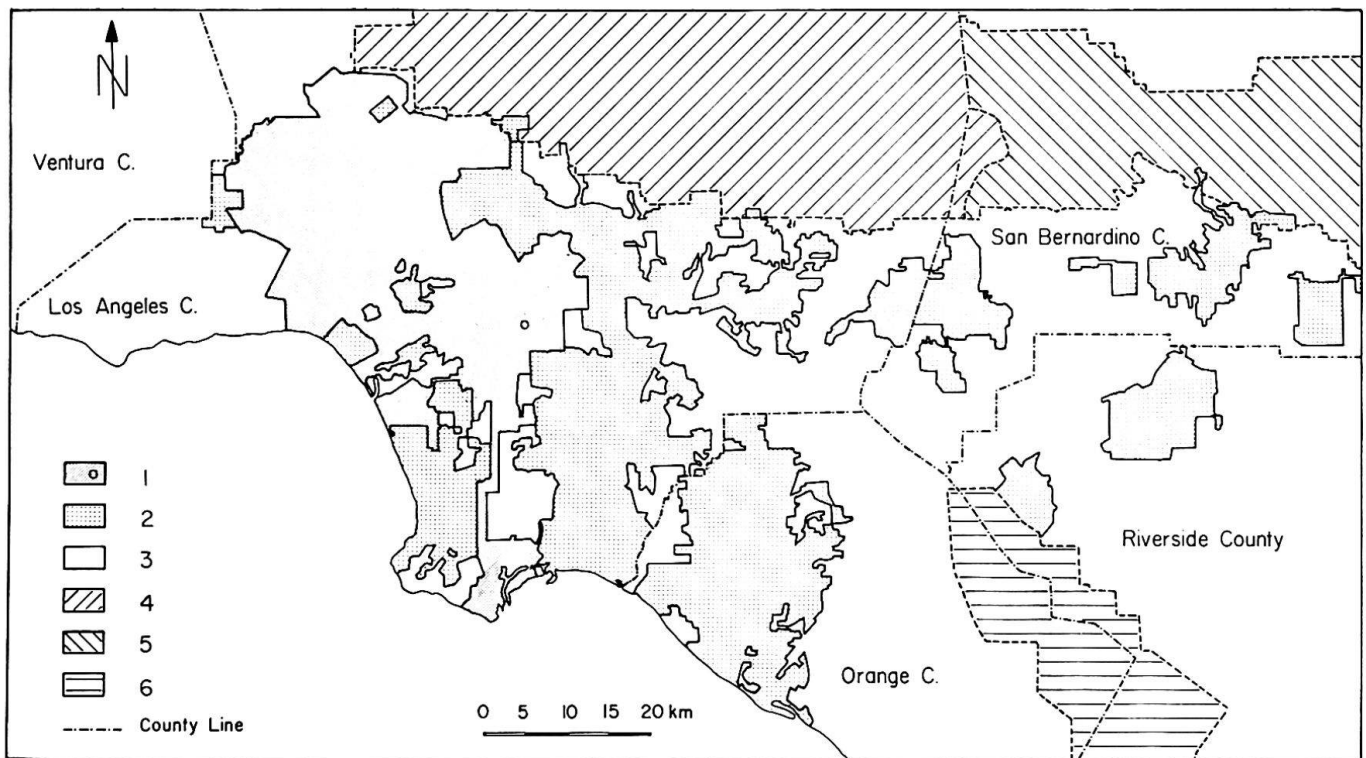 N
Ventura C.
San Bernardino C.
Los Angeles C.
1
2
3
4
5
6
County Line
Riverside County
Orange C.
0 5 10 15 20 km